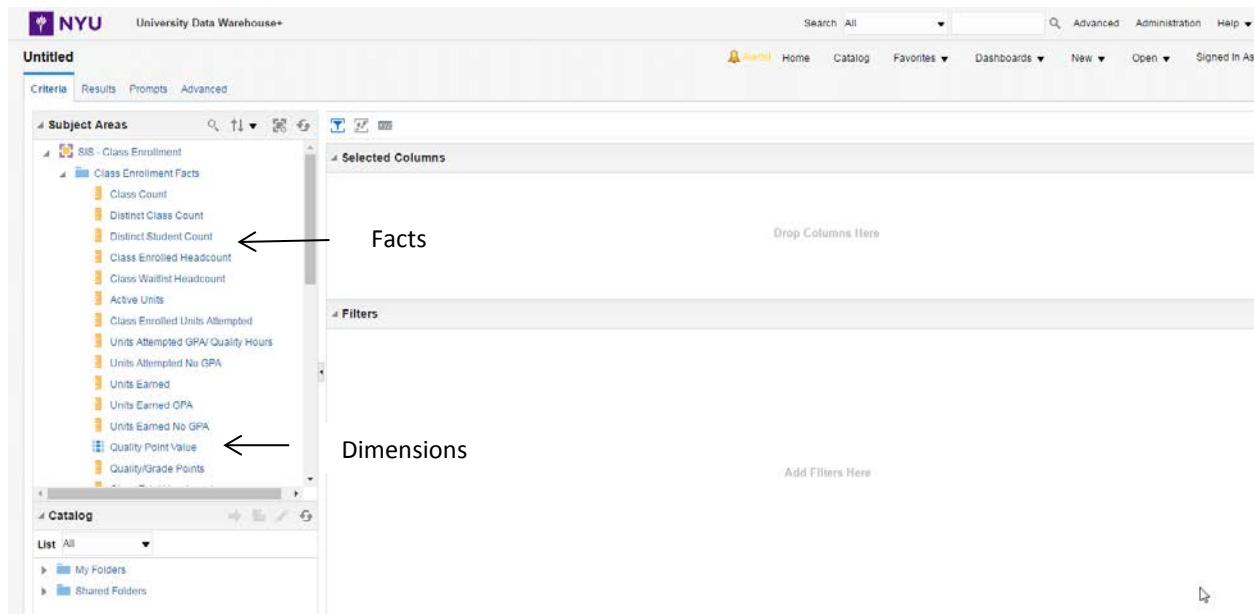 NYU University Data Warehouse+ Search All Advanced Administration Help
Untitled
Home Catalog Favorites Dashboards New Open Signed In As
Criteria Results Prompts Advanced
Subject Areas
SIS - Class Enrollment
Class Enrollment Facts
Class Count
Distinct Class Count
Distinct Student Count
Class Enrolled Headcount
Class Waitlist Headcount
Active Units
Class Enrolled Units Attempted
Units Attempted GPA/ Quality Hours
Units Attempted No GPA
Units Earned
Units Earned GPA
Units Earned No GPA
Quality Point Value
Quality/Grade Points
Facts
Dimensions
Selected Columns
Drop Columns Here
Filters
Add Filters Here
Catalog
List All
My Folders
Shared Folders